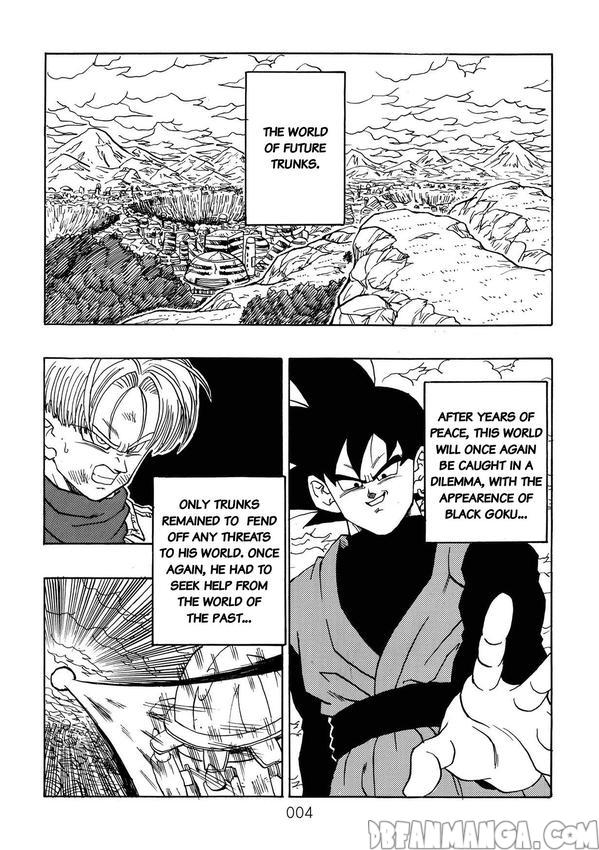 THE WORLD
OF FUTURE
TRUNKS.
AFTER YEARS OF
PEACE, THIS WORLD
WILL ONCE AGAIN
BE CAUGHT IN A
DILEMMA, WITH THE
APPEARENCE OF
BLACK GOKU...
ONLY TRUNKS
REMAINED TO FEND
OFF ANY THREATS
TO HIS WORLD. ONCE
AGAIN, HE HAD TO
SEEK HELP FROM
THE WORLD OF
THE PAST...
004
DBFANMANGA.COM